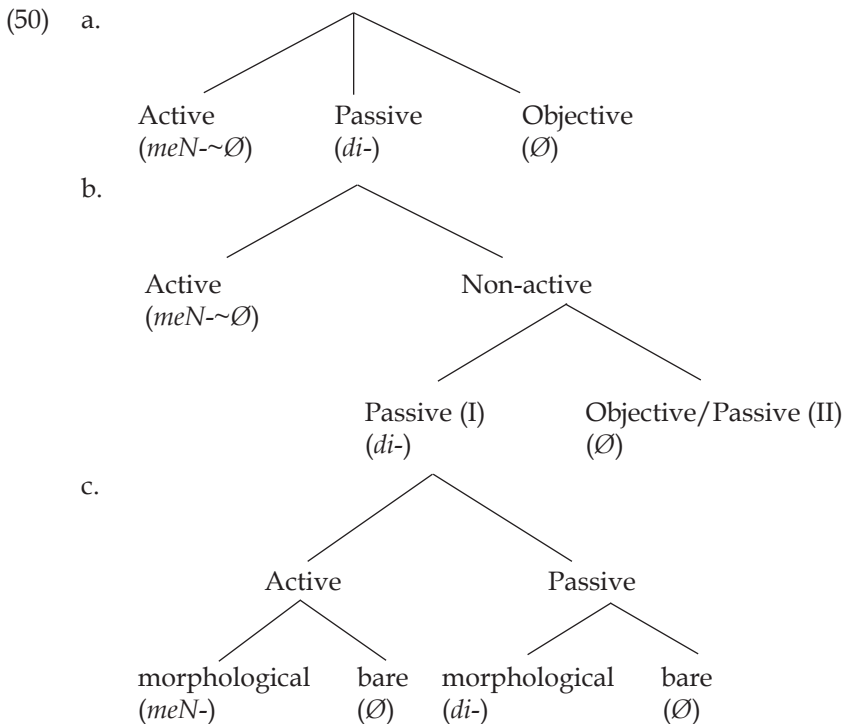 (50) a.
Active Passive Objective
(meN-~Ø) (di-) (Ø)
b.
Active Non-active
(meN-~Ø)
Passive (I) Objective/Passive (II)
(di-) (Ø)
c.
Active Passive
morphological bare morphological bare
(meN-) (Ø) (di-) (Ø)